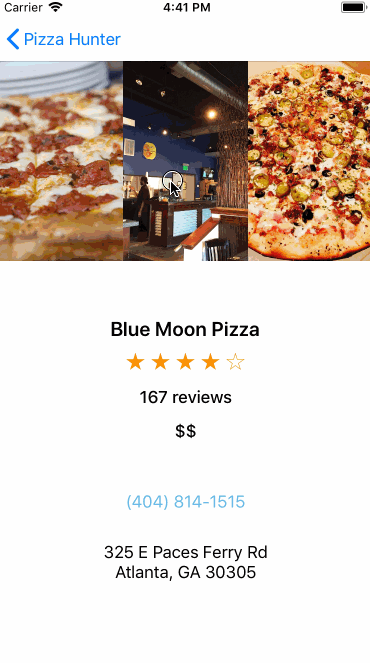 Carrier 4:41 PM
Pizza Hunter
Blue Moon Pizza
★ ★ ★ ★ ☆
167 reviews
$$
(404) 814-1515
325 E Paces Ferry Rd
Atlanta, GA 30305